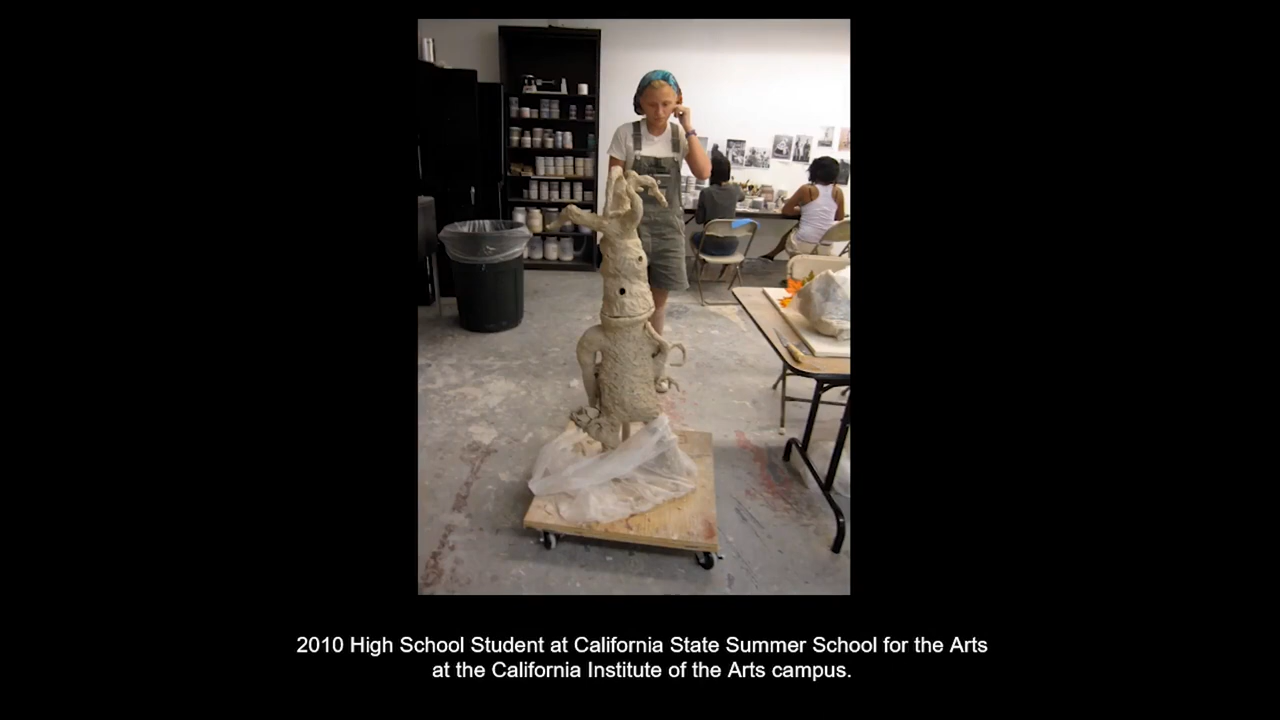 2010 High School Student at California State Summer School for the Arts
at the California Institute of the Arts campus.